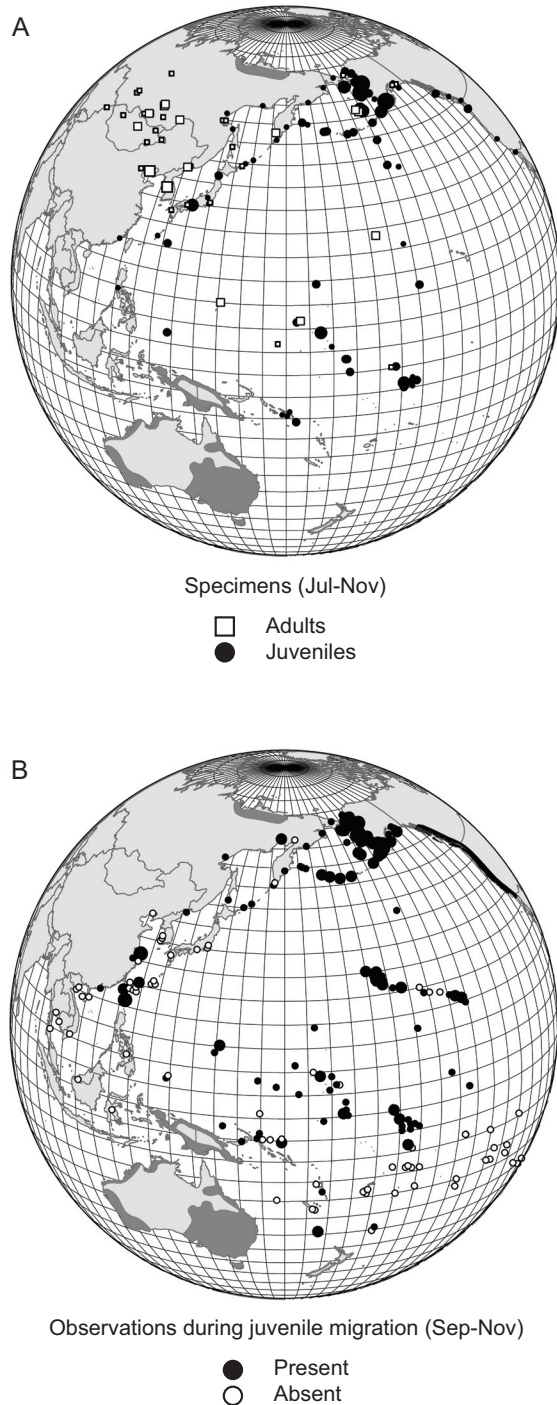 A
Specimens (Jul-Nov)
Adults
Juveniles
B
Observations during juvenile migration (Sep-Nov)
Present
Absent